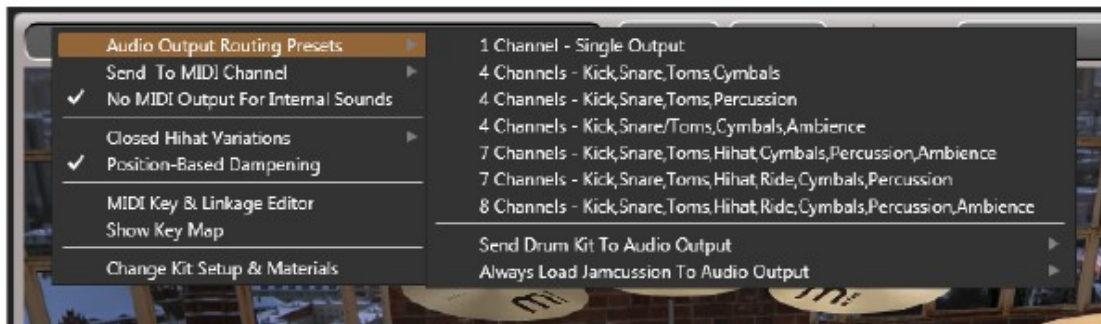 Audio Output Routing Presets
Send To MIDI Channel
No MIDI Output For Internal Sounds
Closed Hihat Variations
Position-Based Dampening
MIDI Key & Linkage Editor
Show Key Map
Change Kit Setup & Materials
1 Channel - Single Output
4 Channels - Kick,Snare,Toms,Cymbals
4 Channels - Kick,Snare,Toms,Percussion
4 Channels - Kick,Snare/Toms,Cymbals,Ambience
7 Channels - Kick,Snare,Toms,Hihat,Cymbals,Percussion,Ambience
7 Channels - Kick,Snare,Toms,Hihat,Ride,Cymbals,Percussion
8 Channels - Kick,Snare,Toms,Hihat,Ride,Cymbals,Percussion,Ambience
Send Drum Kit To Audio Output
Always Load Jamcussion To Audio Output